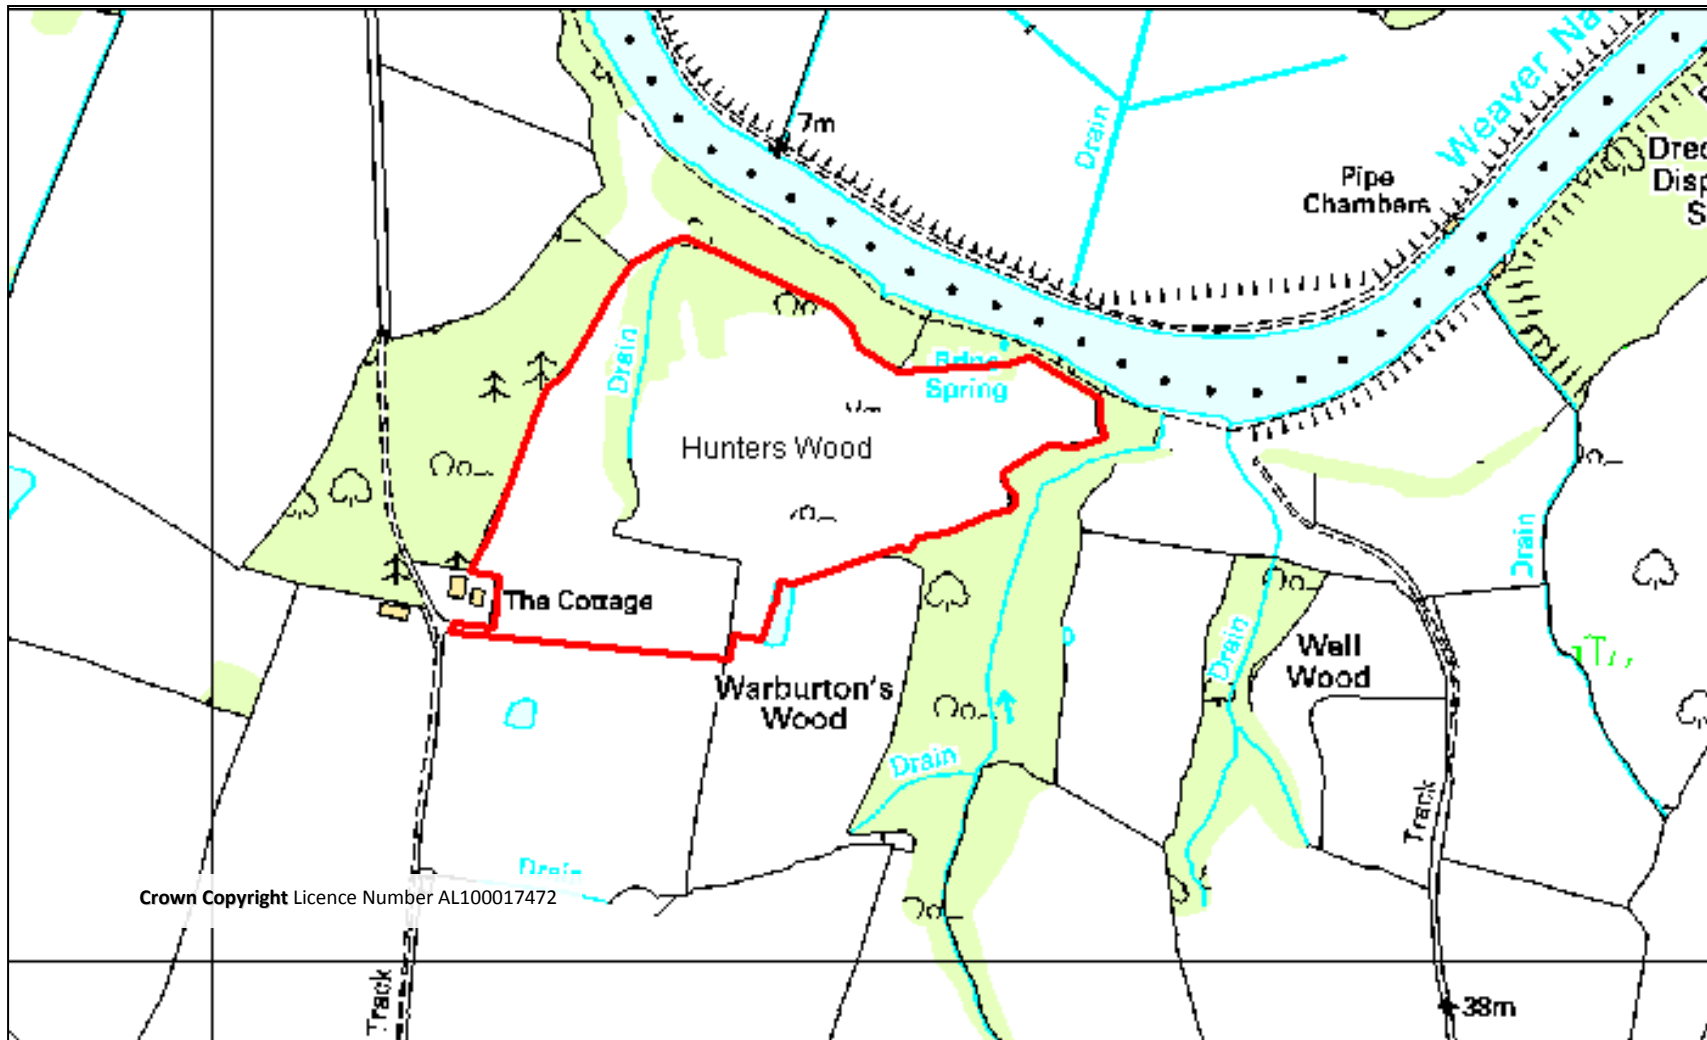 Weaver Na
7m
Drain
Pipe
Chambers
Dred
Disp
S
Drain
Spring
Hunters Wood
Drain
The Cottage
Drain
Well
Wood
Warburton's
Wood
Drain
Track
Drain
Crown Copyright Licence Number AL100017472
Track
38m